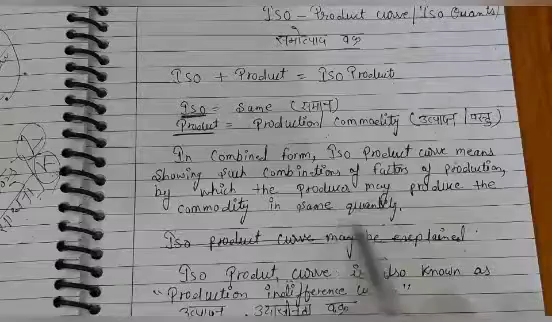 Iso - Product curve / Iso Quants
समोत्पाद वक्र
Iso + Product = Iso Product
Iso = Same (समान)
Product = Production/commodity (उत्पादन / वस्तु)
In Combined form, Iso product curve means
showing such combinations of factors of production,
by which the producer may produce the
commodity in same quantity.
Iso product curve may be explained.
Iso Product curve is also known as
"Production indifference "
उत्पादन उदासीनता वक्र